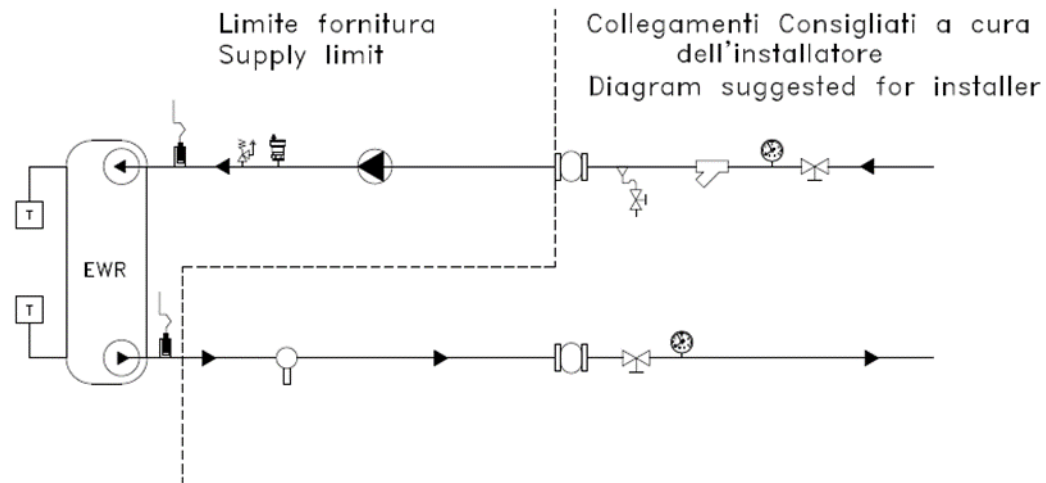 Limite fornitura
Supply limit
Collegamenti Consigliati a cura
dell'installatore
Diagram suggested for installer
T
EWR
T